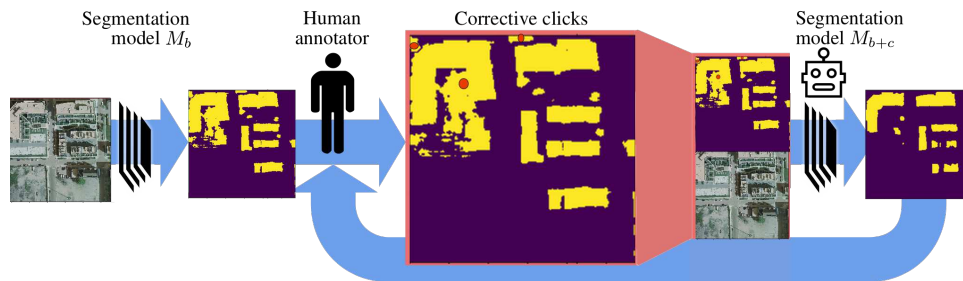 Segmentation
model M_b
Human
annotator
Corrective clicks
Segmentation
model M_{b+c}